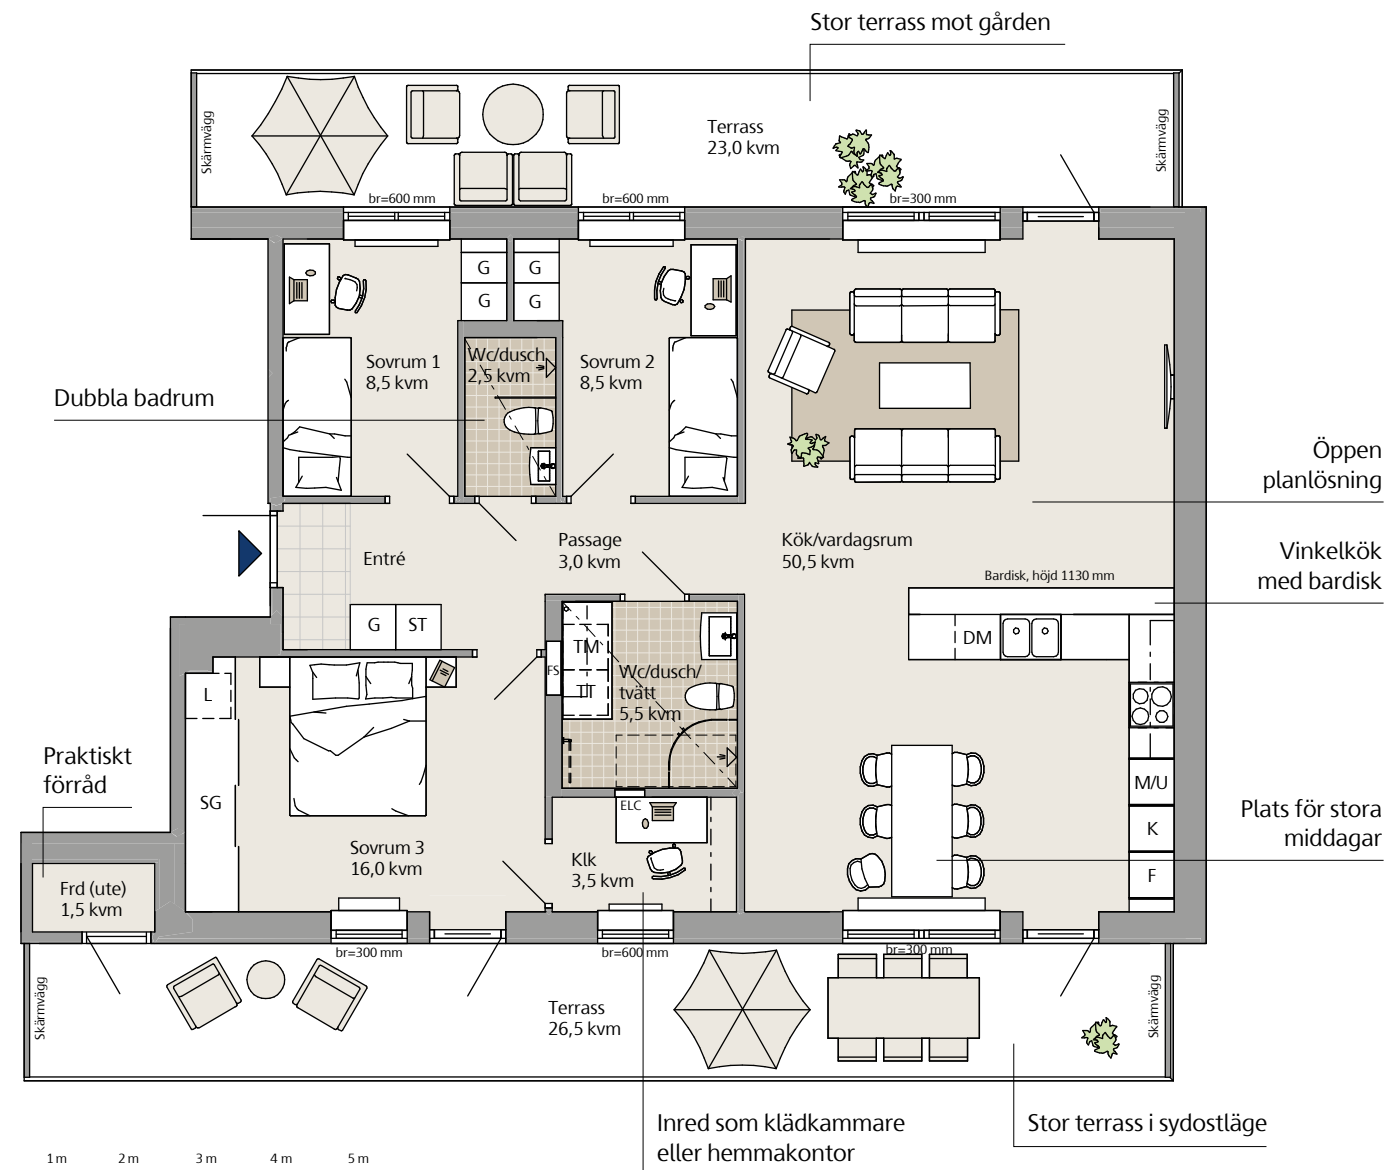 Stor terrass mot gården
Skärmvägg
Terrass
23,0 kvm
Skärmvägg
br=600 mm
br=600 mm
br=300 mm
G
G
G
G
Sovrum 1
8,5 kvm
Wc/dusch
2,5 kvm
Sovrum 2
8,5 kvm
Dubbla badrum
Öppen
planlösning
Entré
Passage
3,0 kvm
Kök/vardagsrum
50,5 kvm
Vinkelkök
med bardisk
Bardisk, höjd 1130 mm
G
ST
DM
TM
TT
FS
Wc/dusch/
tvätt
5,5 kvm
L
SG
Praktiskt
förråd
M/U
K
F
Plats för stora
middagar
ELC
Sovrum 3
16,0 kvm
Klk
3,5 kvm
Frd (ute)
1,5 kvm
br=300 mm
br=600 mm
br=300 mm
Skärmvägg
Terrass
26,5 kvm
Skärmvägg
Inred som klädkammare
eller hemmakontor
Stor terrass i sydostläge
1 m
2 m
3 m
4 m
5 m